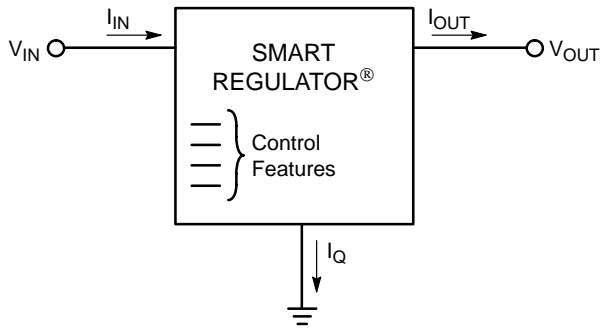 I_IN
I_OUT
V_IN
SMART
REGULATOR®
V_OUT
Control
Features
I_Q